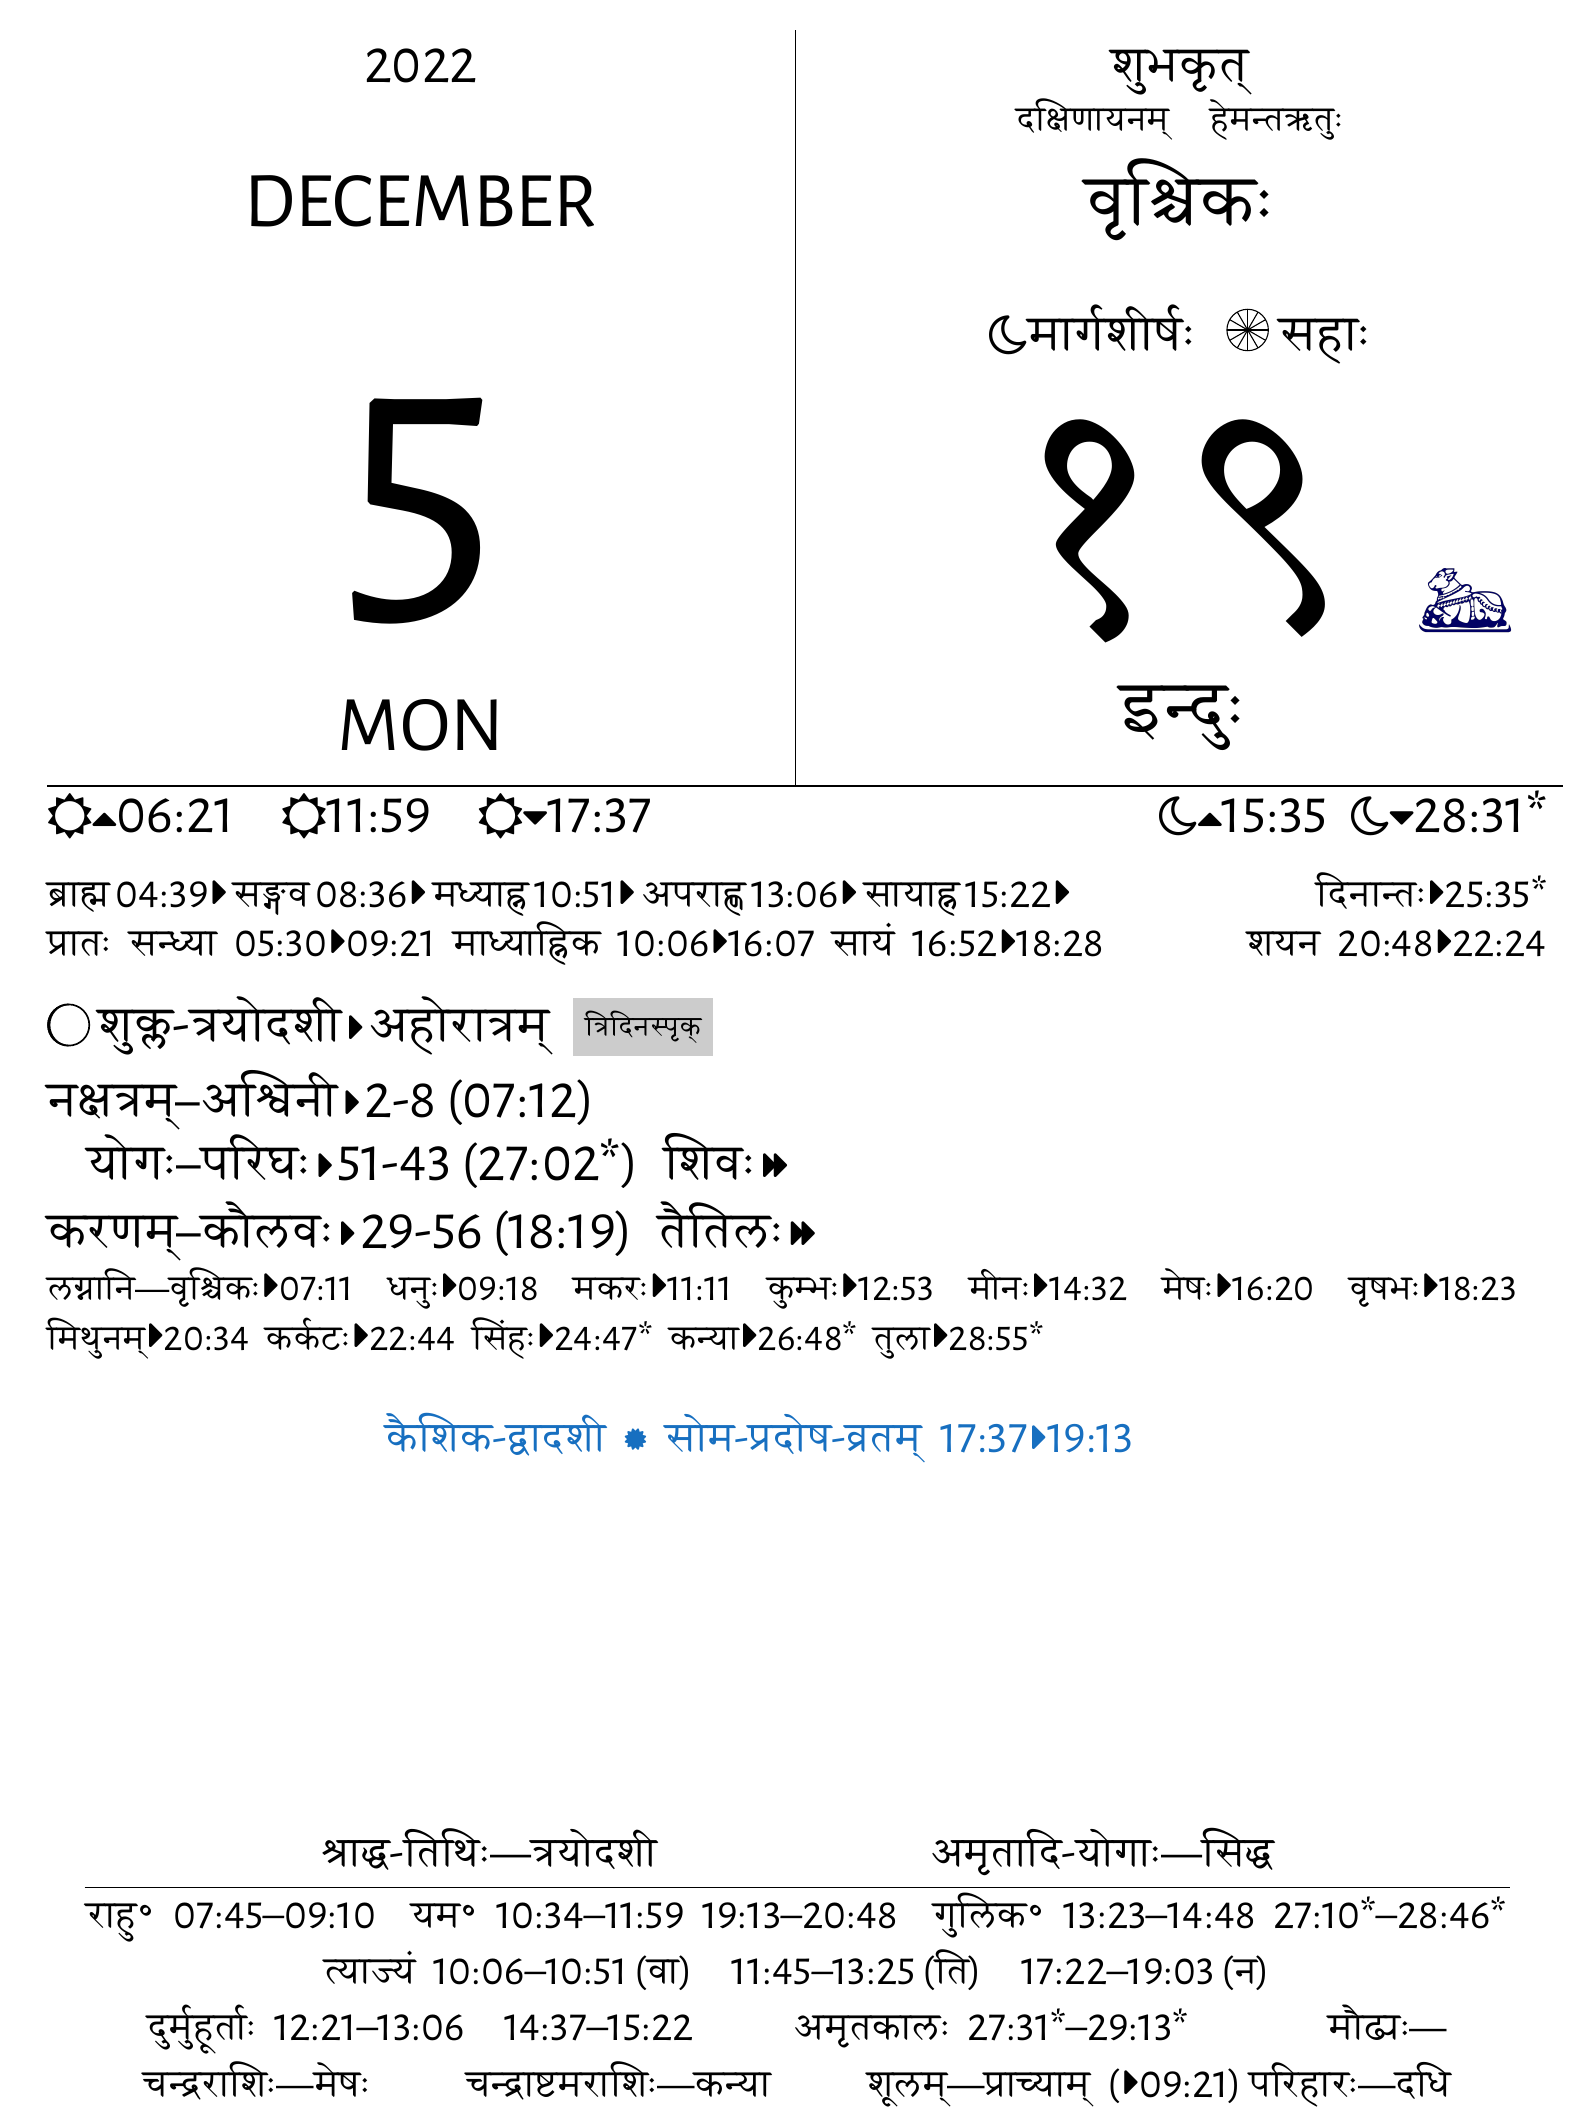 2022
DECEMBER
5
MON
शुभकृत्
दक्षिणायनम् हेमन्तऋतुः
वृश्चिकः
मार्गशीर्षः सहाः
१९
इन्दुः
06:21 11:59 17:37 15:35 28:31*
ब्राह्म 04:39 सङ्गव 08:36 मध्याह्न 10:51 अपराह्ण 13:06 सायाह्न 15:22 दिनान्तः 25:35*
प्रातः सन्ध्या 05:30 09:21 माध्याह्निक 10:06 16:07 सायं 16:52 18:28 शयन 20:48 22:24
शुक्ल-त्रयोदशी अहोरात्रम् त्रिदिनस्पृक्
नक्षत्रम्–अश्विनी 2-8 (07:12)
योगः–परिघः 51-43 (27:02*) शिवः
करणम्–कौलवः 29-56 (18:19) तैतिलः
लग्नानि—वृश्चिकः 07:11 धनुः 09:18 मकरः 11:11 कुम्भः 12:53 मीनः 14:32 मेषः 16:20 वृषभः 18:23
मिथुनम् 20:34 कर्कटः 22:44 सिंहः 24:47* कन्या 26:48* तुला 28:55*
कैशिक-द्वादशी ✹ सोम-प्रदोष-व्रतम् 17:37 19:13
श्राद्ध-तिथिः—त्रयोदशी अमृतादि-योगाः—सिद्ध
राहु॰ 07:45–09:10 यम॰ 10:34–11:59 19:13–20:48 गुलिक॰ 13:23–14:48 27:10*–28:46*
त्याज्यं 10:06–10:51 (वा) 11:45–13:25 (ति) 17:22–19:03 (न)
दुर्मुहूर्ताः 12:21–13:06 14:37–15:22 अमृतकालः 27:31*–29:13* मौढ्यः—
चन्द्रराशिः—मेषः चन्द्राष्टमराशिः—कन्या शूलम्—प्राच्याम् (09:21) परिहारः—दधि